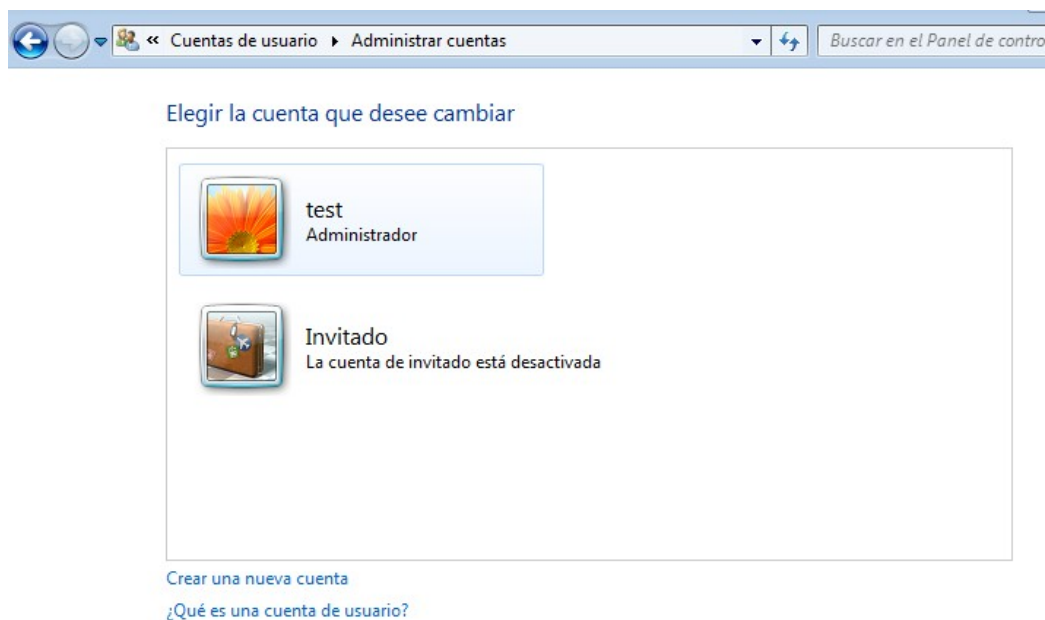 « Cuentas de usuario ▸ Administrar cuentas
Buscar en el Panel de contro
Elegir la cuenta que desee cambiar
test
Administrador
Invitado
La cuenta de invitado está desactivada
Crear una nueva cuenta
¿Qué es una cuenta de usuario?